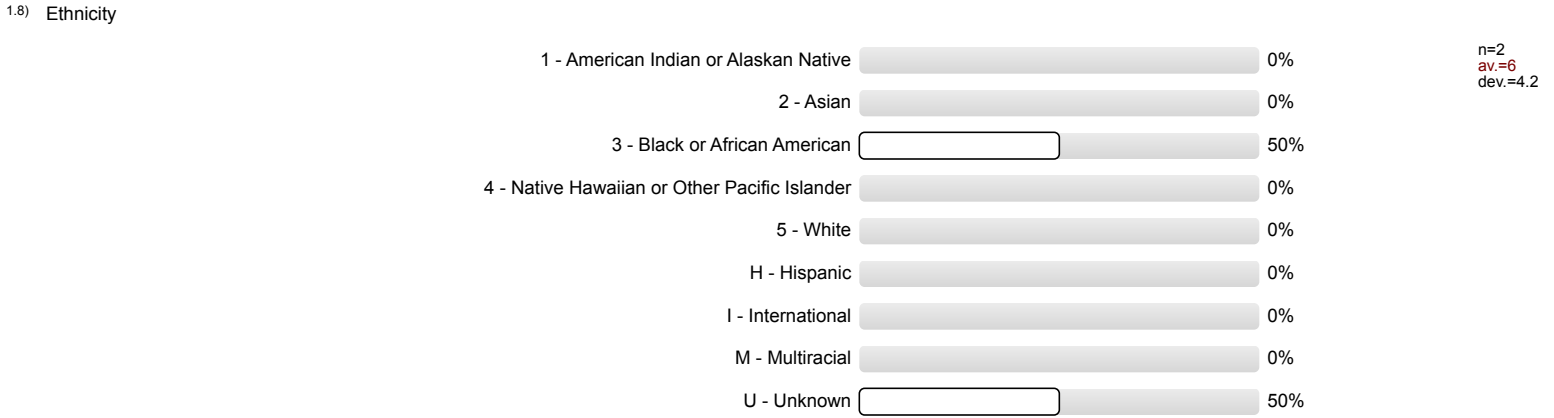 1.8) Ethnicity
1 - American Indian or Alaskan Native 0%
n=2
av.=6
dev.=4.2
2 - Asian 0%
3 - Black or African American 50%
4 - Native Hawaiian or Other Pacific Islander 0%
5 - White 0%
H - Hispanic 0%
I - International 0%
M - Multiracial 0%
U - Unknown 50%